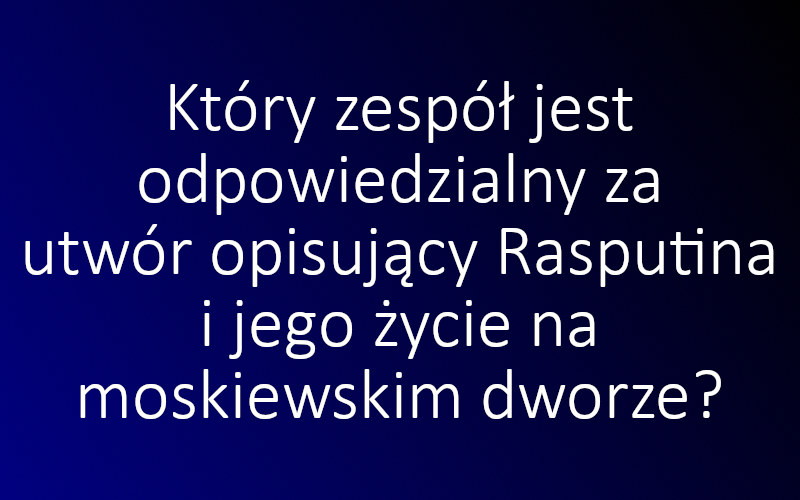 Który zespół jest
odpowiedzialny za
utwór opisujący Rasputina
i jego życie na
moskiewskim dworze?